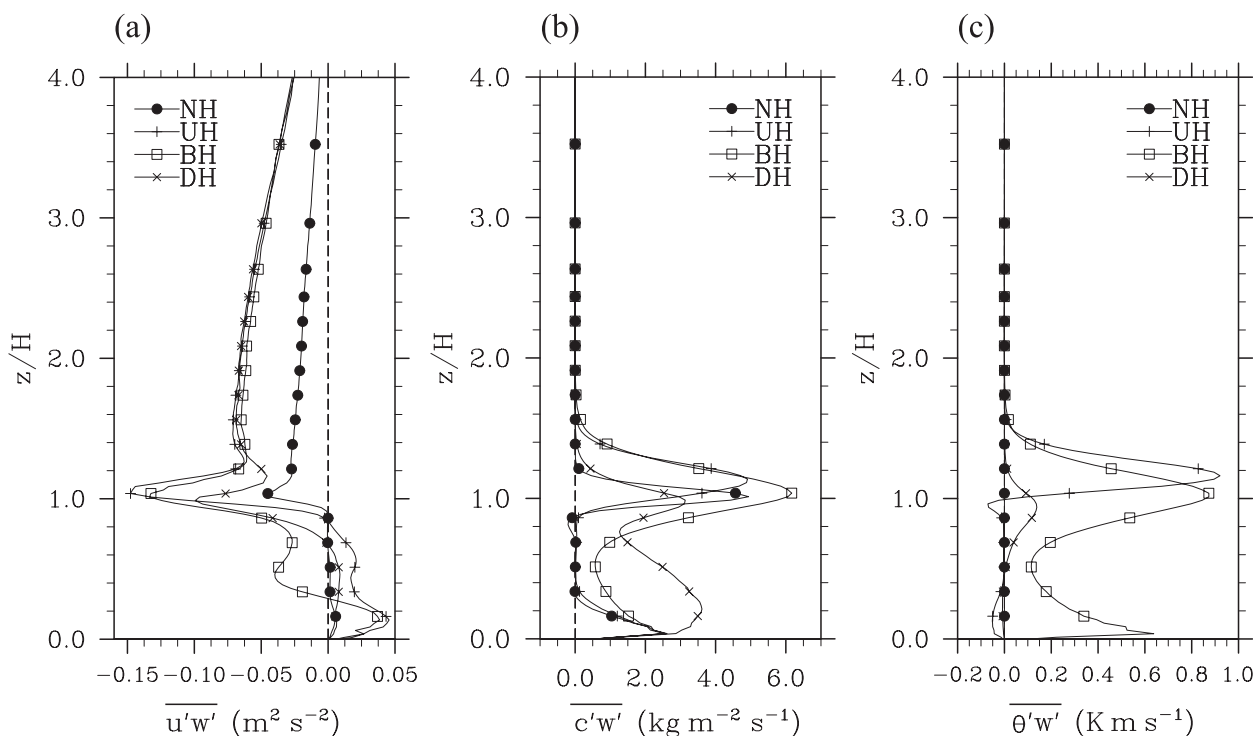 (a) (b) (c)
4.0 4.0 4.0
NH NH NH
UH UH UH
BH BH BH
DH DH DH
3.0 3.0 3.0
z/H z/H z/H
2.0 2.0 2.0
1.0 1.0 1.0
0.0 0.0 0.0
−0.15 −0.10 −0.05 0.00 0.05 0.0 2.0 4.0 6.0 −0.2 0.0 0.2 0.4 0.6 0.8 1.0
u'w' (m² s⁻²) c'w' (kg m⁻² s⁻¹) θ'w' (K m s⁻¹)